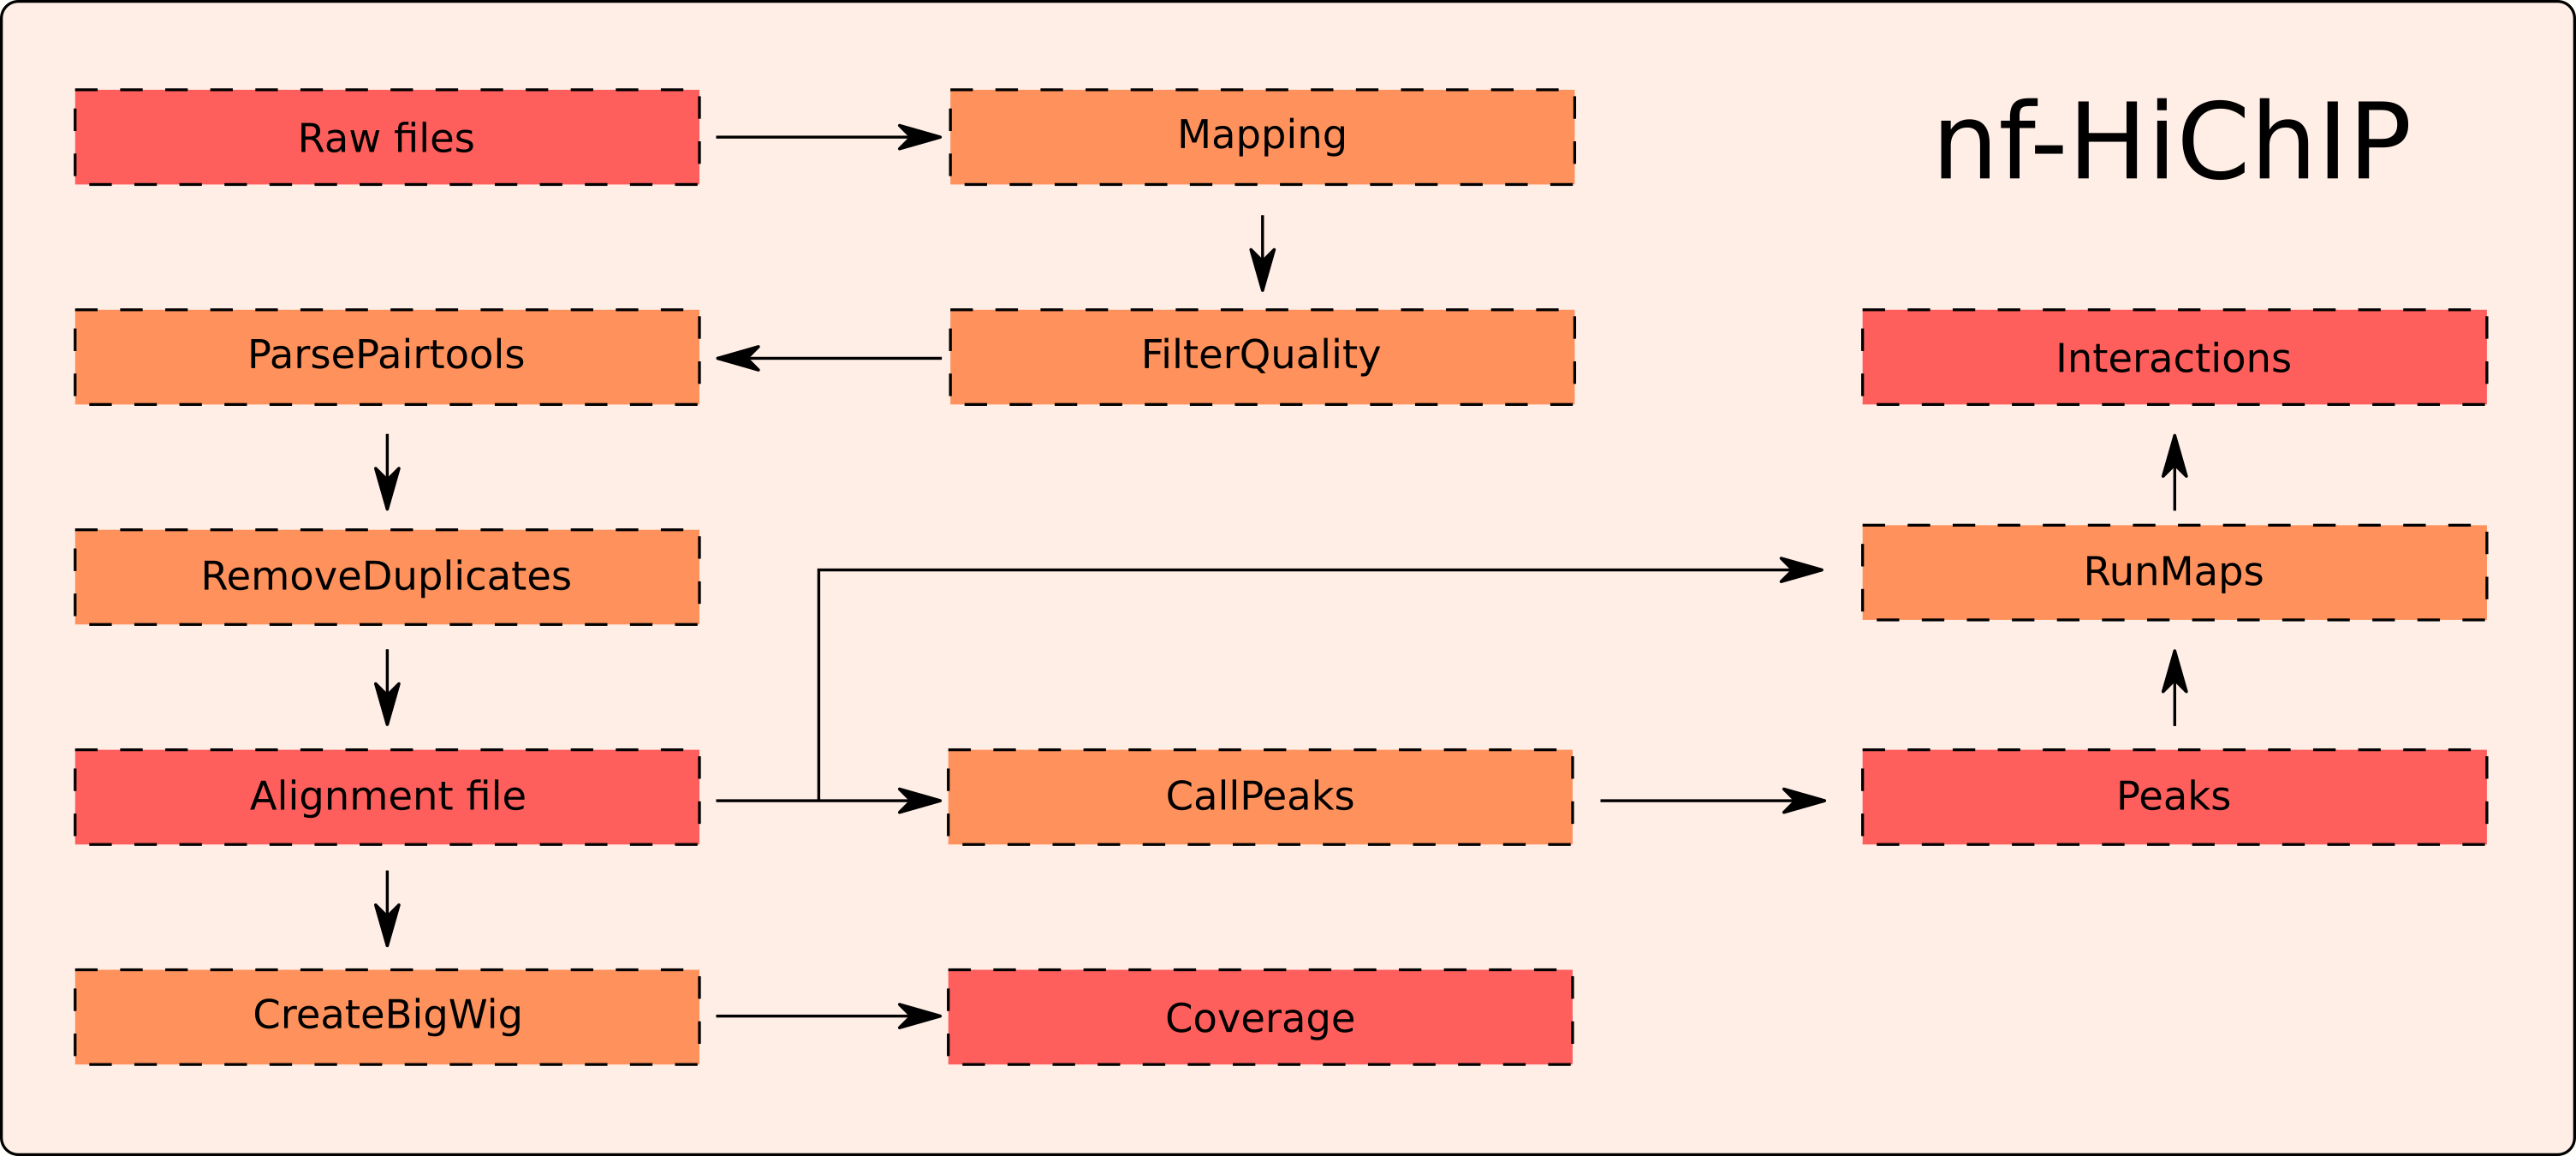 Raw files
Mapping
nf-HiChIP
ParsePairtools
FilterQuality
Interactions
RemoveDuplicates
RunMaps
Alignment file
CallPeaks
Peaks
CreateBigWig
Coverage